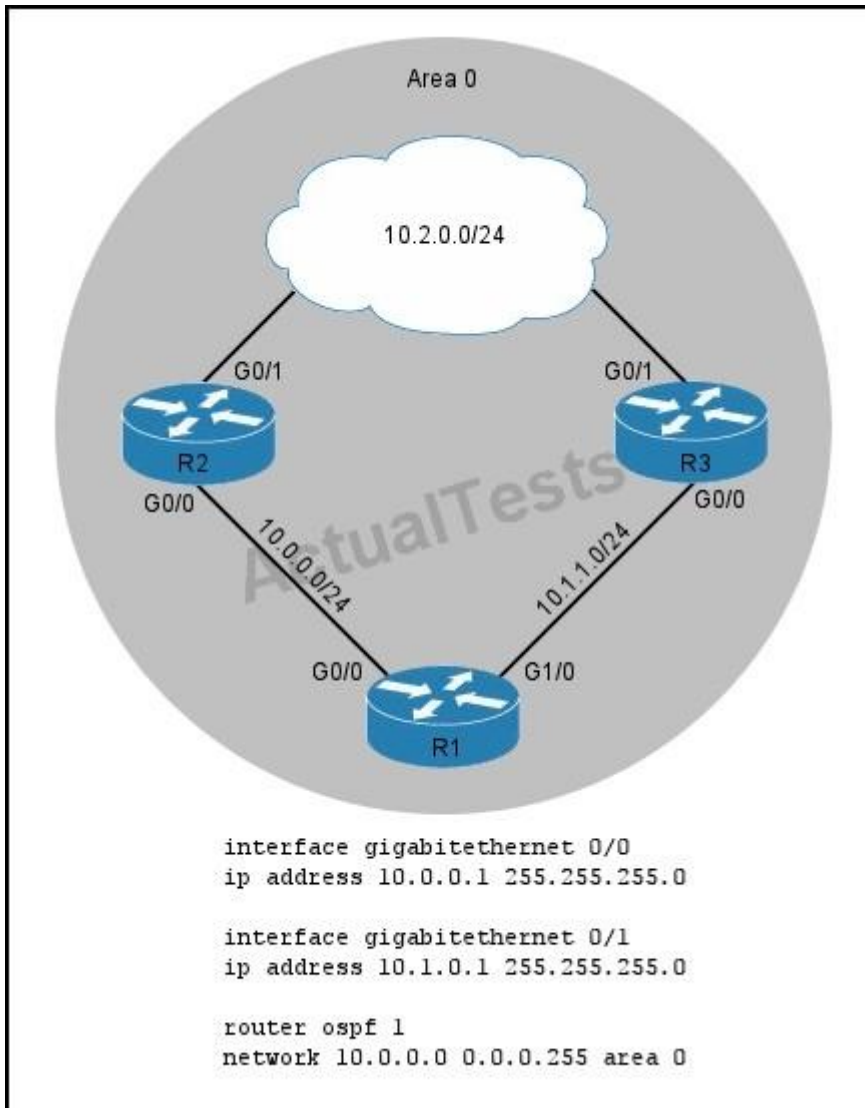 Area 0
10.2.0.0/24
G0/1
G0/1
R2
R3
G0/0
G0/0
ActualTests
10.0.0.0/24
10.1.1.0/24
G0/0
G1/0
R1
interface gigabitethernet 0/0
ip address 10.0.0.1 255.255.255.0
interface gigabitethernet 0/1
ip address 10.1.0.1 255.255.255.0
router ospf 1
network 10.0.0.0 0.0.0.255 area 0